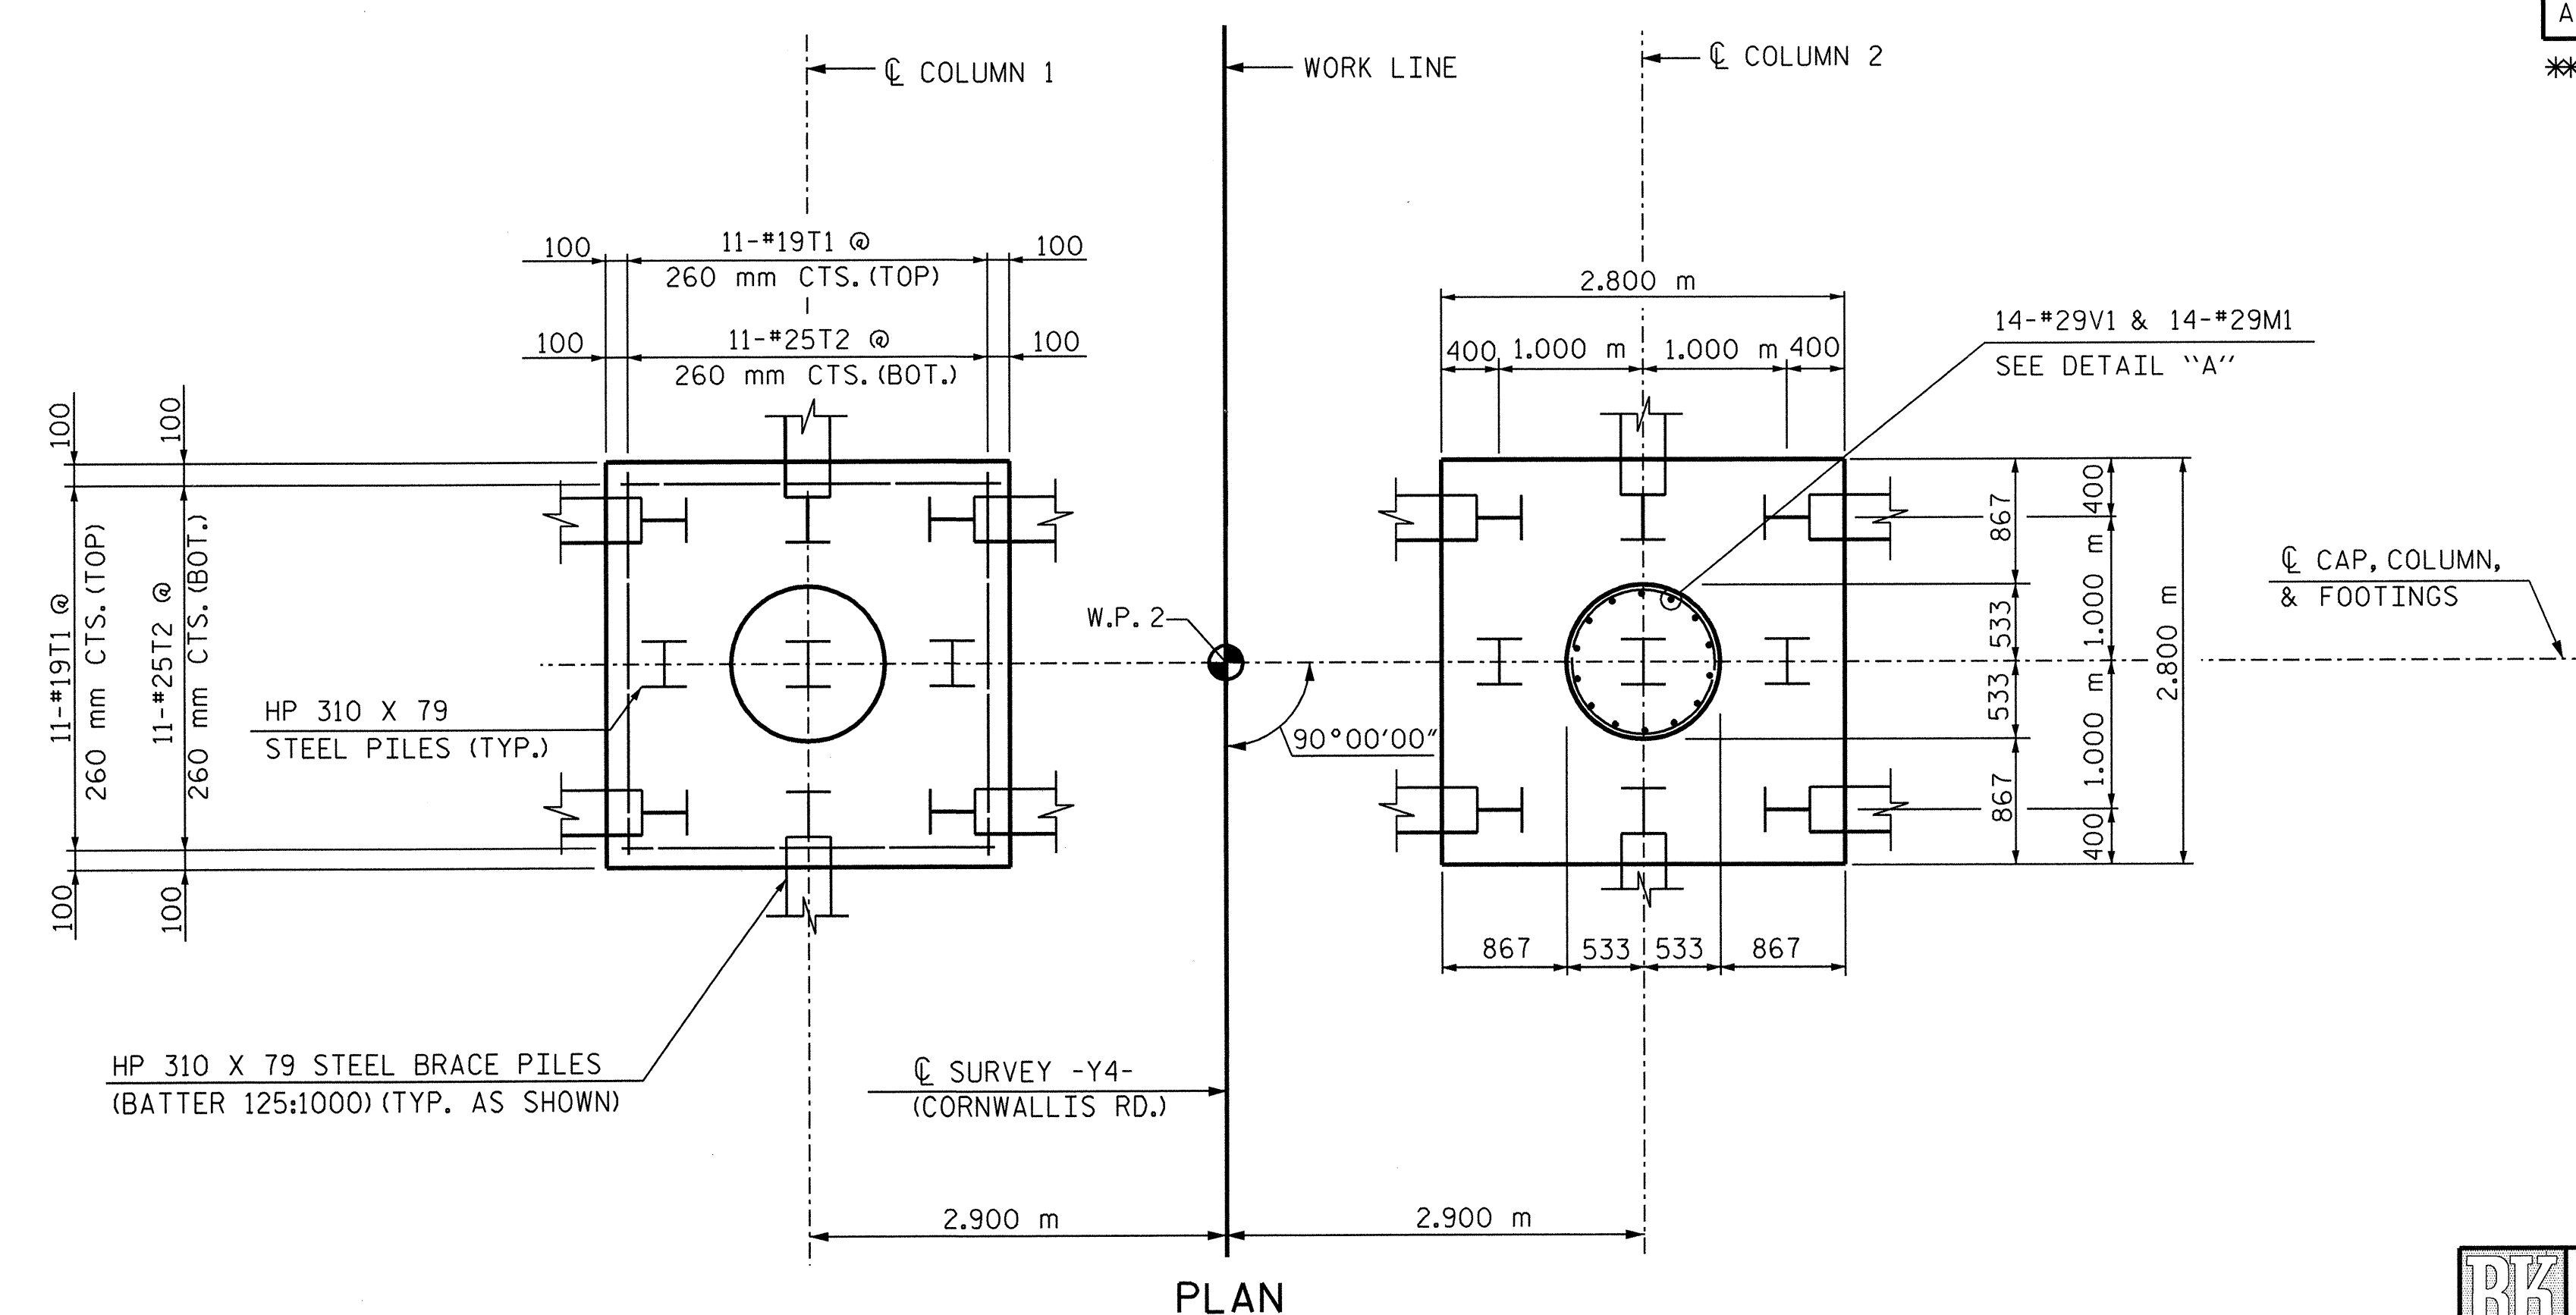 A
**
℄ COLUMN 1
WORK LINE
℄ COLUMN 2
100
11-#19T1 @
100
260 mm CTS. (TOP)
100
11-#25T2 @
100
260 mm CTS. (BOT.)
2.800 m
400
1.000 m
1.000 m
400
14-#29V1 & 14-#29M1
SEE DETAIL "A"
100
100
11-#19T1 @
260 mm CTS. (TOP)
11-#25T2 @
260 mm CTS. (BOT.)
100
100
867
533
533
867
400
1.000 m
1.000 m
400
2.800 m
℄ CAP, COLUMN,
& FOOTINGS
W.P. 2
90°00'00"
HP 310 X 79
STEEL PILES (TYP.)
867
533
533
867
HP 310 X 79 STEEL BRACE PILES
(BATTER 125:1000) (TYP. AS SHOWN)
℄ SURVEY -Y4-
(CORNWALLIS RD.)
2.900 m
2.900 m
PLAN
RK